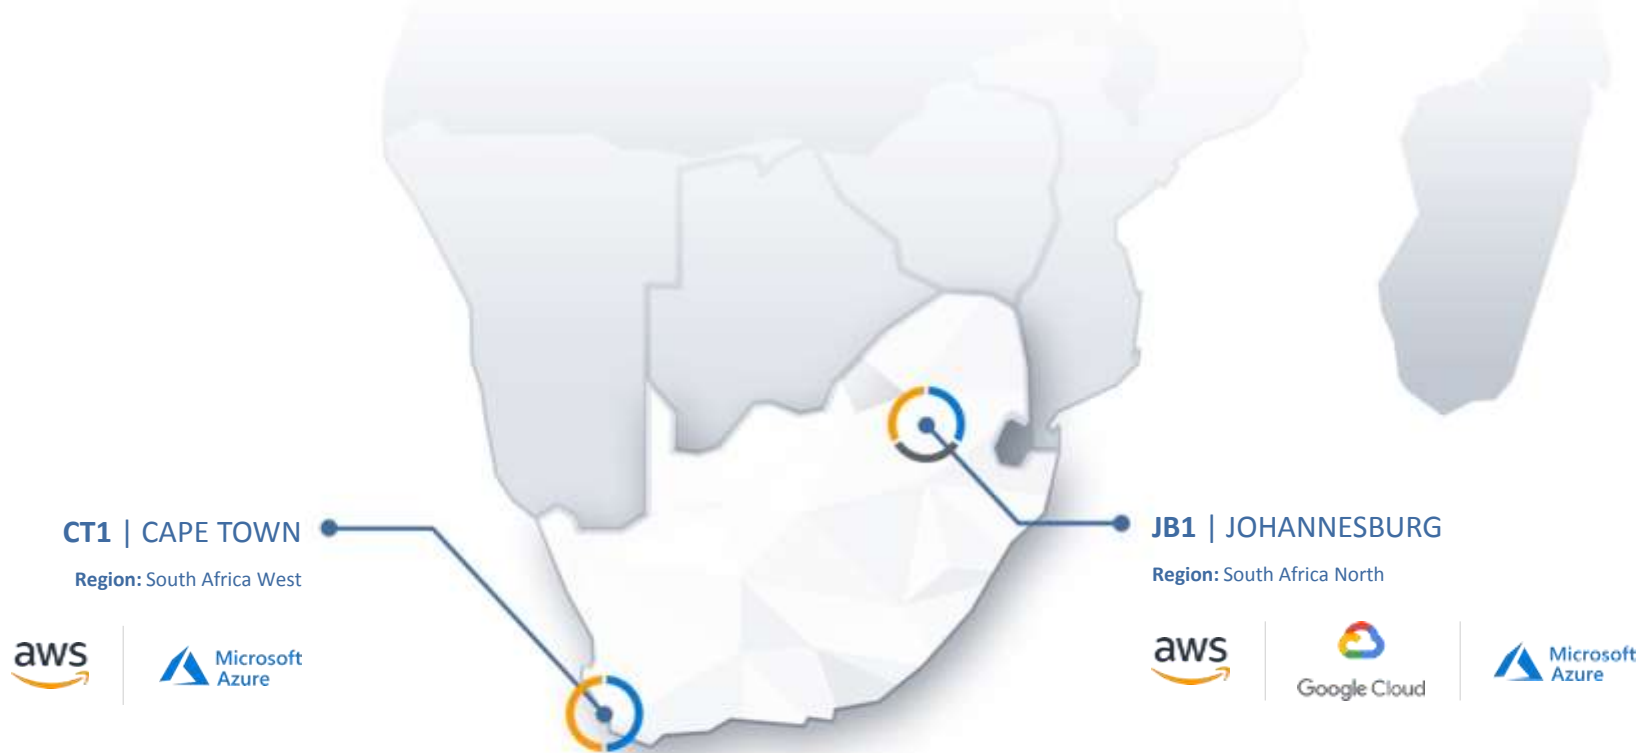 CT1 | CAPE TOWN
Region: South Africa West
aws
Microsoft
Azure
JB1 | JOHANNESBURG
Region: South Africa North
aws
Google Cloud
Microsoft
Azure